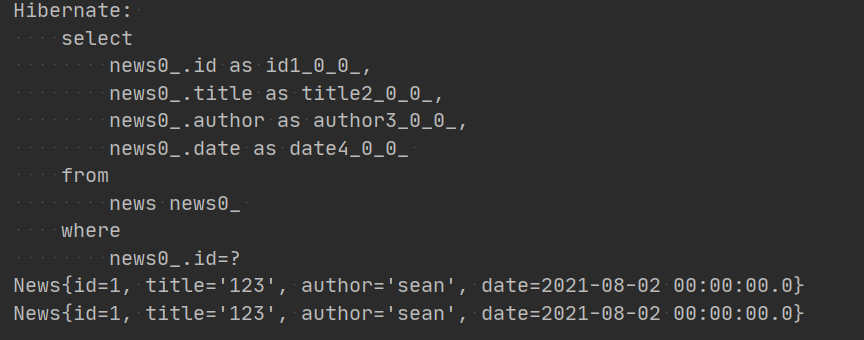 Hibernate:
    select
        news0_.id as id1_0_0_,
        news0_.title as title2_0_0_,
        news0_.author as author3_0_0_,
        news0_.date as date4_0_0_
    from
        news news0_
    where
        news0_.id=?
News{id=1, title='123', author='sean', date=2021-08-02 00:00:00.0}
News{id=1, title='123', author='sean', date=2021-08-02 00:00:00.0}